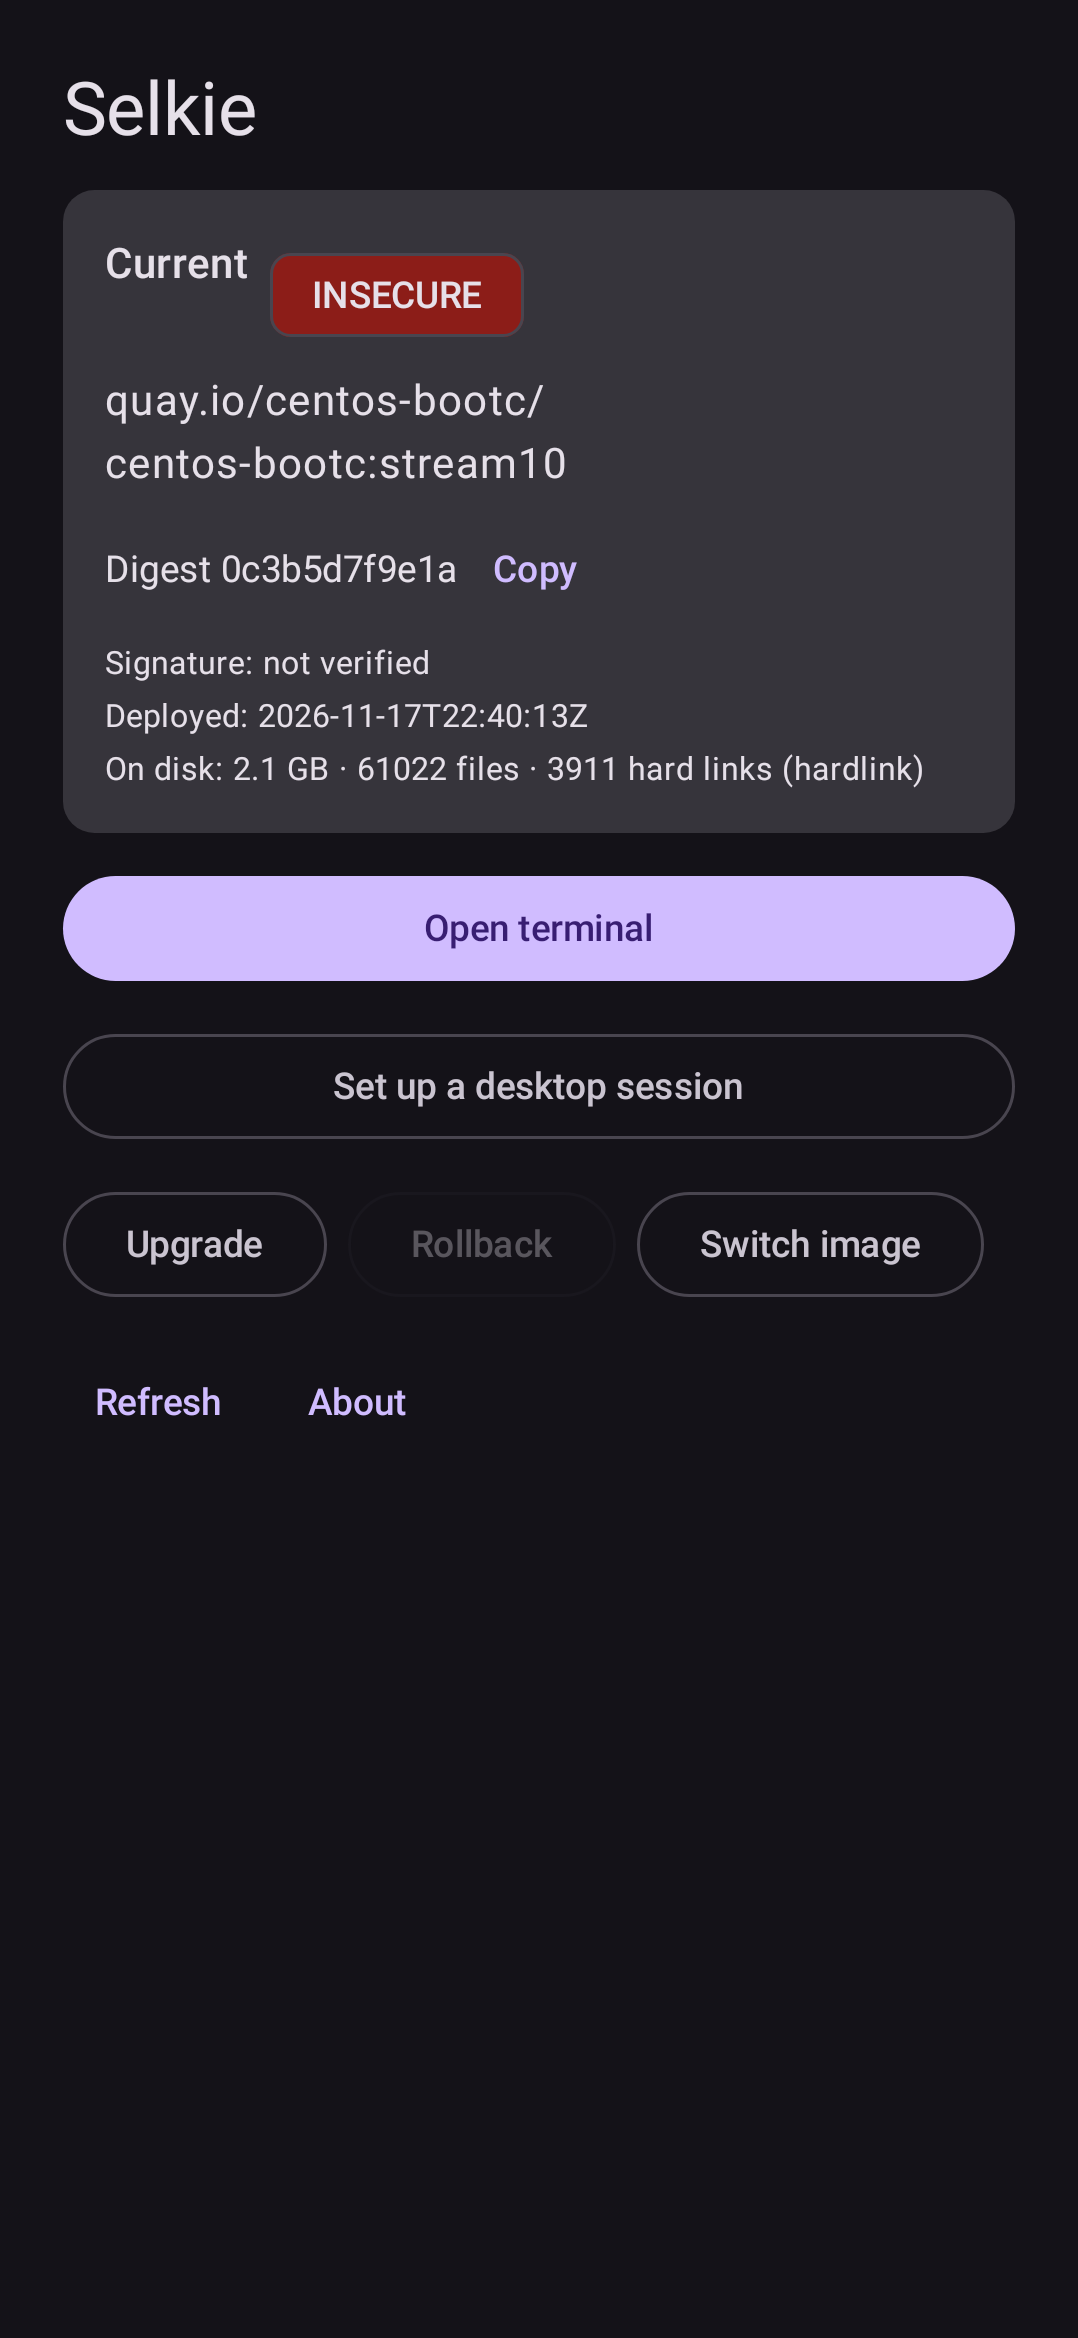 Selkie
Current
INSECURE
quay.io/centos-bootc/
centos-bootc:stream10
Digest 0c3b5d7f9e1a Copy
Signature: not verified
Deployed: 2026-11-17T22:40:13Z
On disk: 2.1 GB · 61022 files · 3911 hard links (hardlink)
Open terminal
Set up a desktop session
Upgrade Rollback Switch image
Refresh About